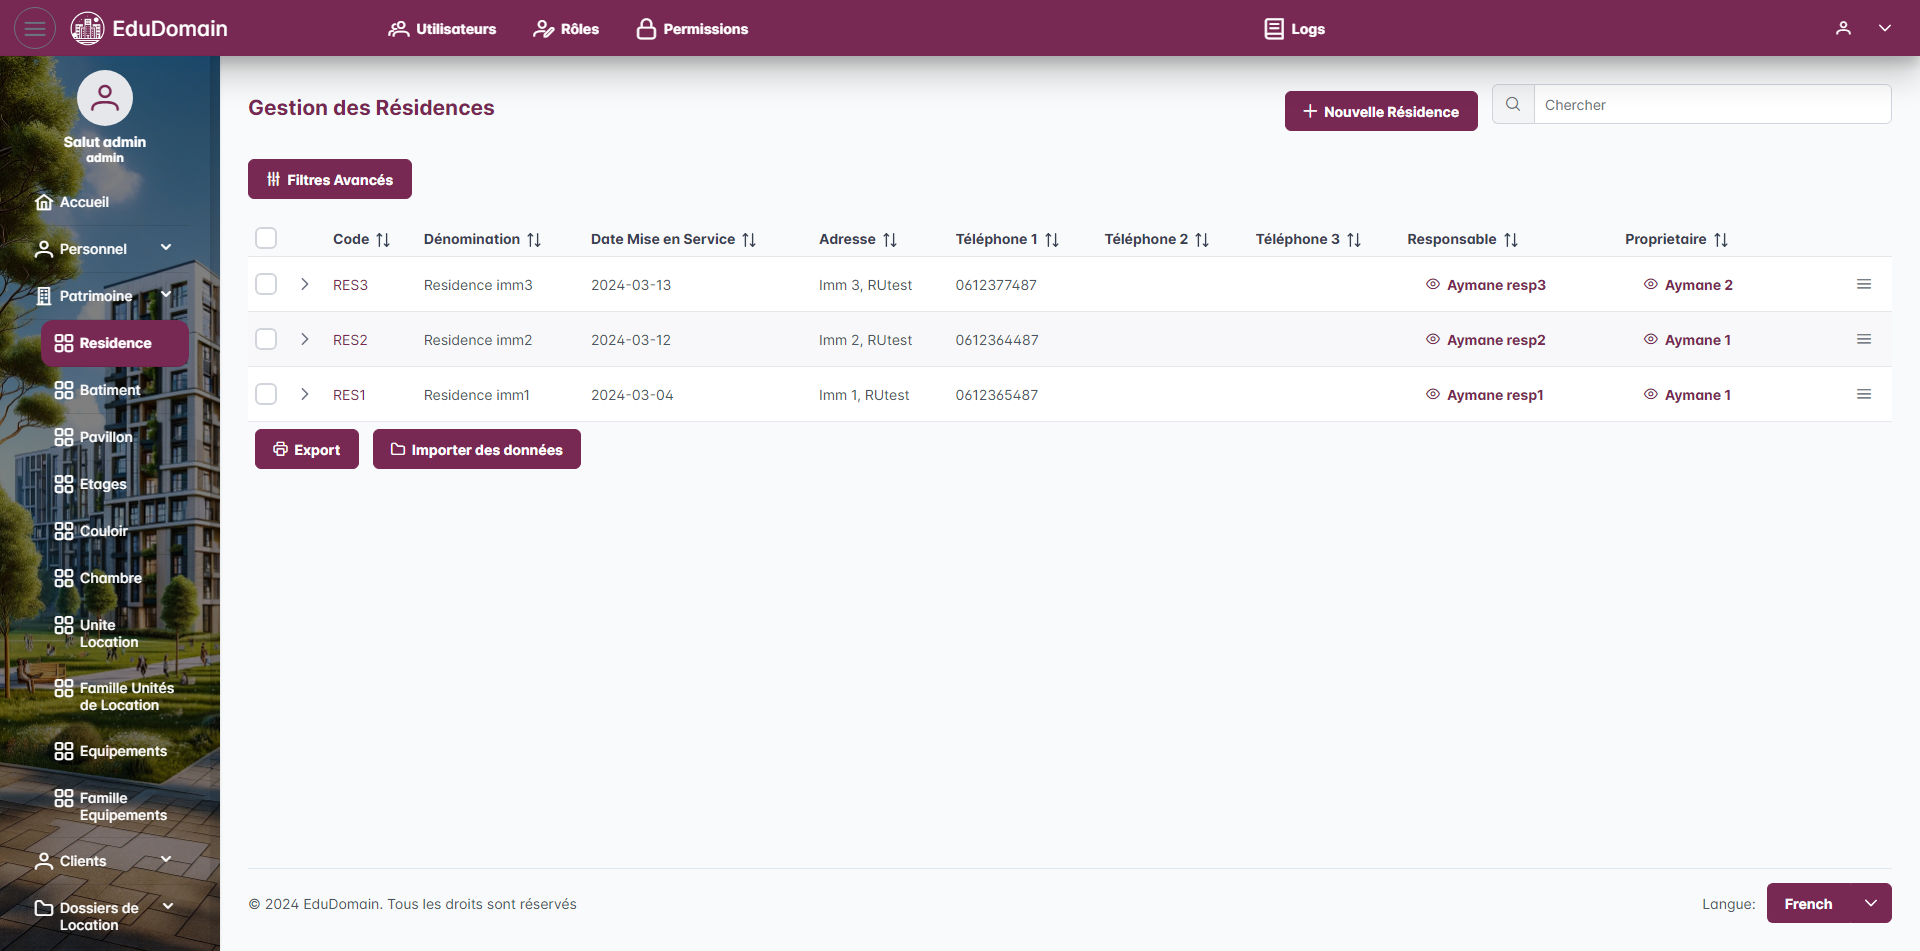 EduDomain
Utilisateurs
Rôles
Permissions
Logs
Salut admin
admin
Accueil
Personnel
Patrimoine
Residence
Batiment
Pavillon
Etages
Couloir
Chambre
Unite
Location
Famille Unités
de Location
Equipements
Famille
Equipements
Clients
Dossiers de
Location
Gestion des Résidences
Nouvelle Résidence
Chercher
Filtres Avancés
Code Dénomination Date Mise en Service Adresse Téléphone 1 Téléphone 2 Téléphone 3 Responsable Proprietaire
RES3 Residence imm3 2024-03-13 Imm 3, RUtest 0612377487 Aymane resp3 Aymane 2
RES2 Residence imm2 2024-03-12 Imm 2, RUtest 0612364487 Aymane resp2 Aymane 1
RES1 Residence imm1 2024-03-04 Imm 1, RUtest 0612365487 Aymane resp1 Aymane 1
Export
Importer des données
© 2024 EduDomain. Tous les droits sont réservés
Langue: French